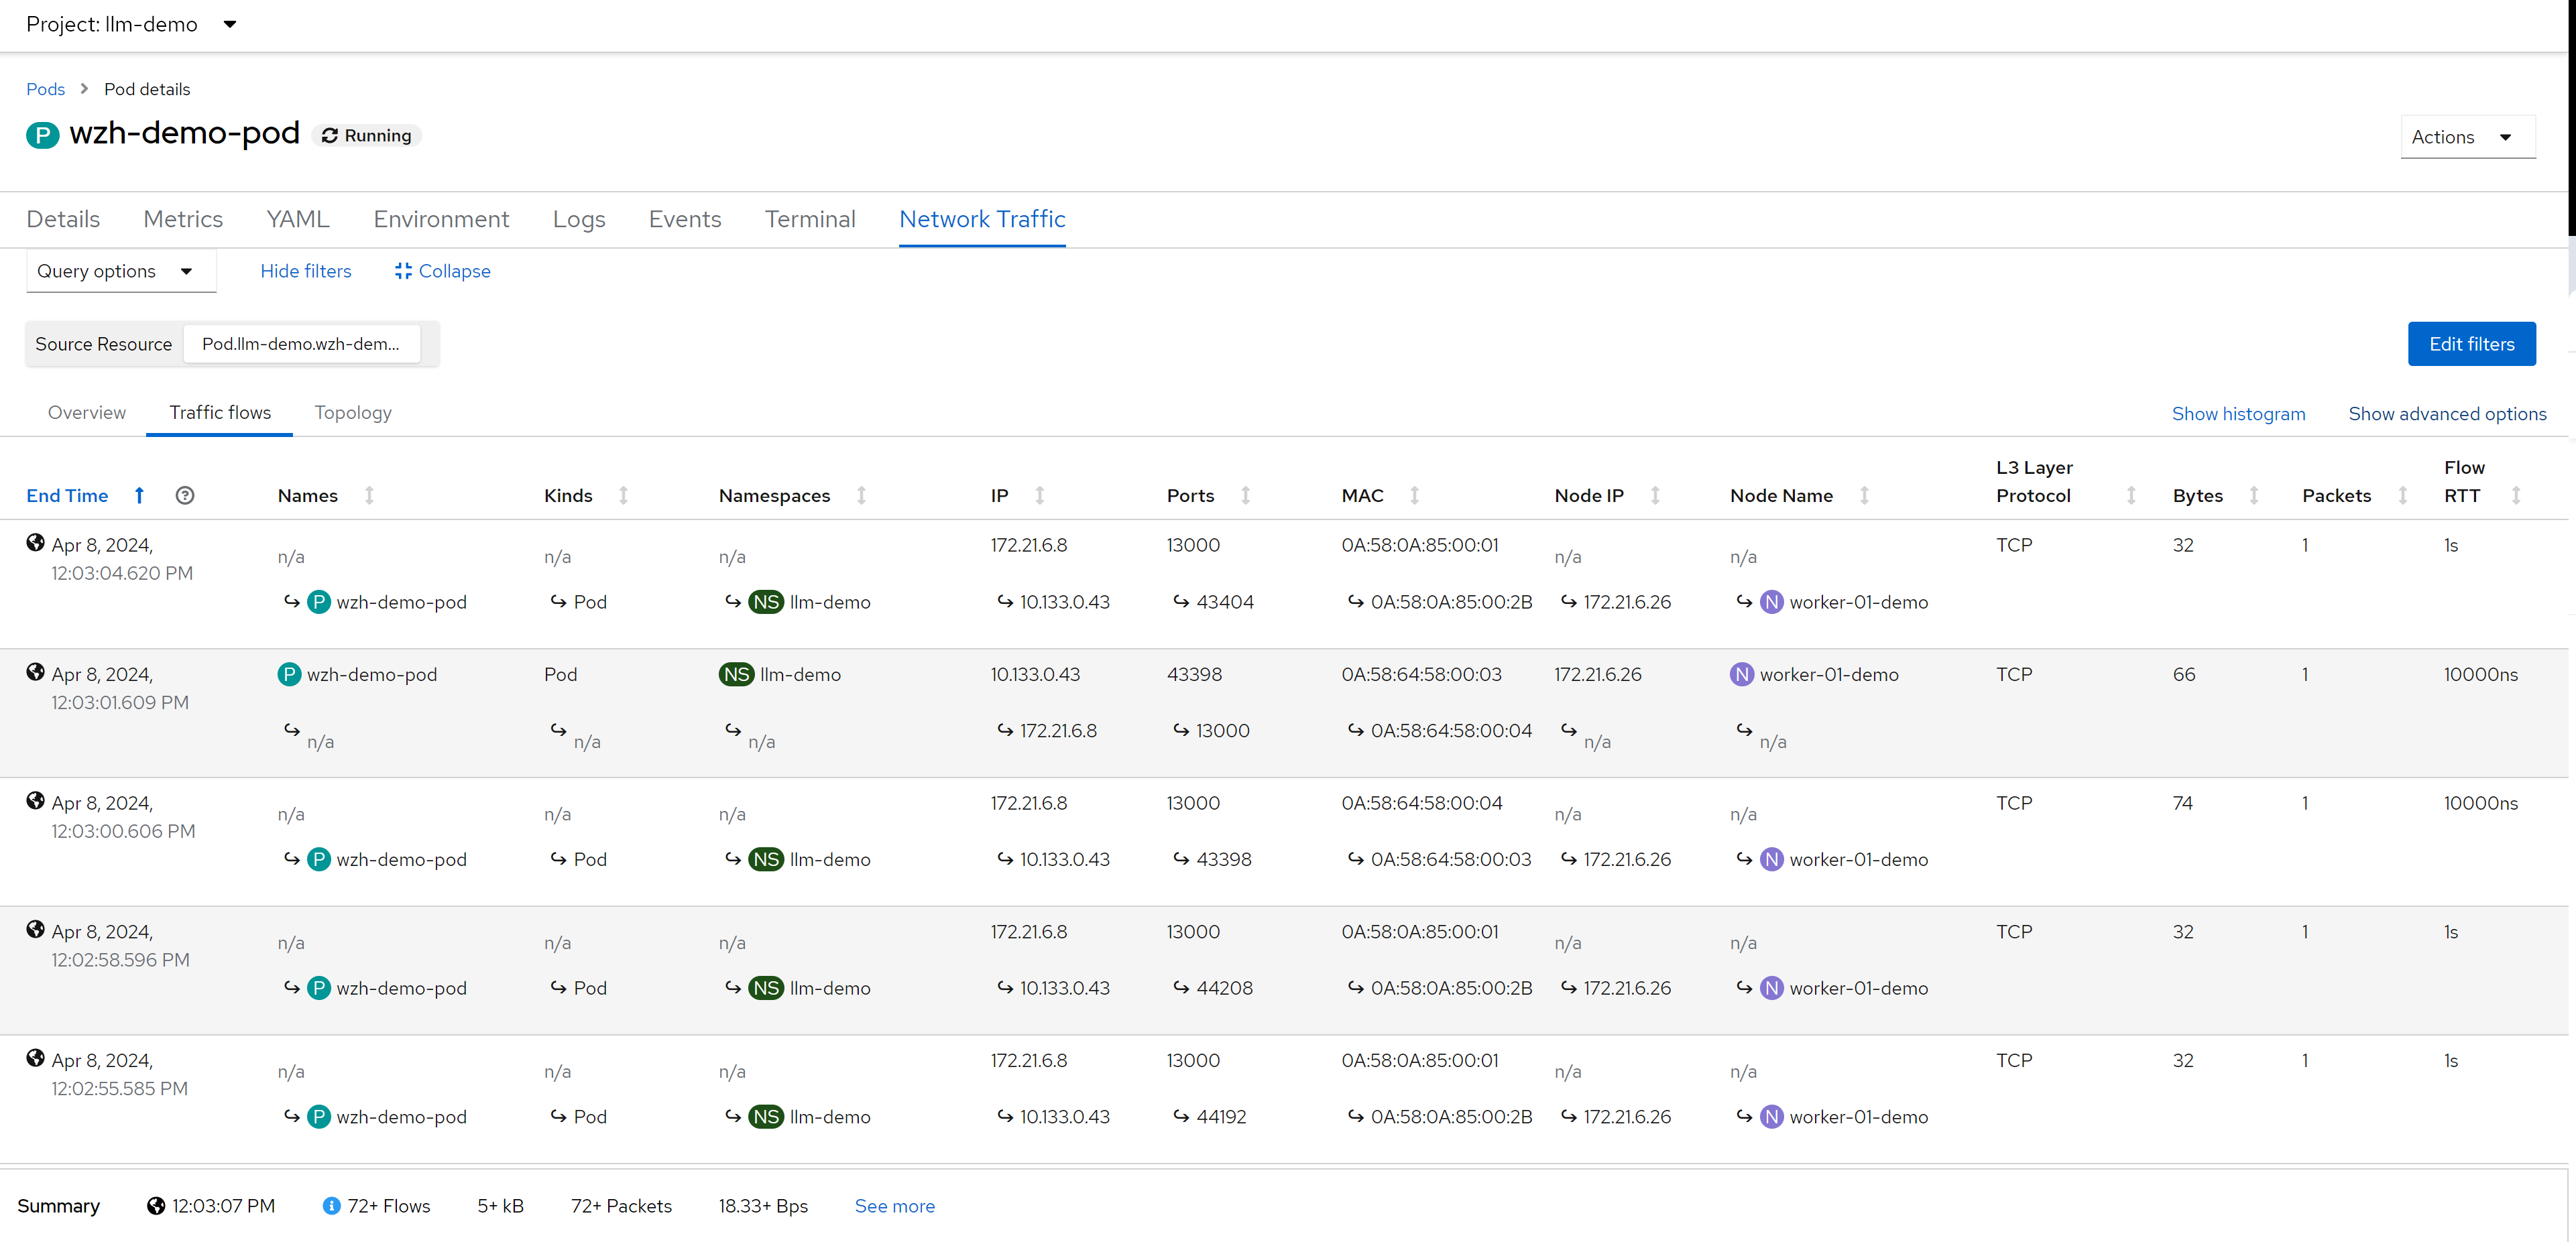 Project: llm-demo
Pods > Pod details
P wzh-demo-pod Running
Actions
Details Metrics YAML Environment Logs Events Terminal Network Traffic
Query options Hide filters Collapse
Source Resource Pod.llm-demo.wzh-dem...
Edit filters
Overview Traffic flows Topology
Show histogram Show advanced options
End Time Names Kinds Namespaces IP Ports MAC Node IP Node Name L3 Layer Protocol Bytes Packets Flow RTT
Apr 8, 2024, n/a n/a n/a 172.21.6.8 13000 0A:58:0A:85:00:01 n/a n/a TCP 32 1 1s
12:03:04.620 PM
P wzh-demo-pod Pod NS llm-demo 10.133.0.43 43404 0A:58:0A:85:00:2B 172.21.6.26 N worker-01-demo
Apr 8, 2024, P wzh-demo-pod Pod NS llm-demo 10.133.0.43 43398 0A:58:64:58:00:03 172.21.6.26 N worker-01-demo TCP 66 1 10000ns
12:03:01.609 PM
n/a n/a n/a 172.21.6.8 13000 0A:58:64:58:00:04 n/a n/a
Apr 8, 2024, n/a n/a n/a 172.21.6.8 13000 0A:58:64:58:00:04 n/a n/a TCP 74 1 10000ns
12:03:00.606 PM
P wzh-demo-pod Pod NS llm-demo 10.133.0.43 43398 0A:58:64:58:00:03 172.21.6.26 N worker-01-demo
Apr 8, 2024, n/a n/a n/a 172.21.6.8 13000 0A:58:0A:85:00:01 n/a n/a TCP 32 1 1s
12:02:58.596 PM
P wzh-demo-pod Pod NS llm-demo 10.133.0.43 44208 0A:58:0A:85:00:2B 172.21.6.26 N worker-01-demo
Apr 8, 2024, n/a n/a n/a 172.21.6.8 13000 0A:58:0A:85:00:01 n/a n/a TCP 32 1 1s
12:02:55.585 PM
P wzh-demo-pod Pod NS llm-demo 10.133.0.43 44192 0A:58:0A:85:00:2B 172.21.6.26 N worker-01-demo
Summary 12:03:07 PM 72+ Flows 5+ kB 72+ Packets 18.33+ Bps See more